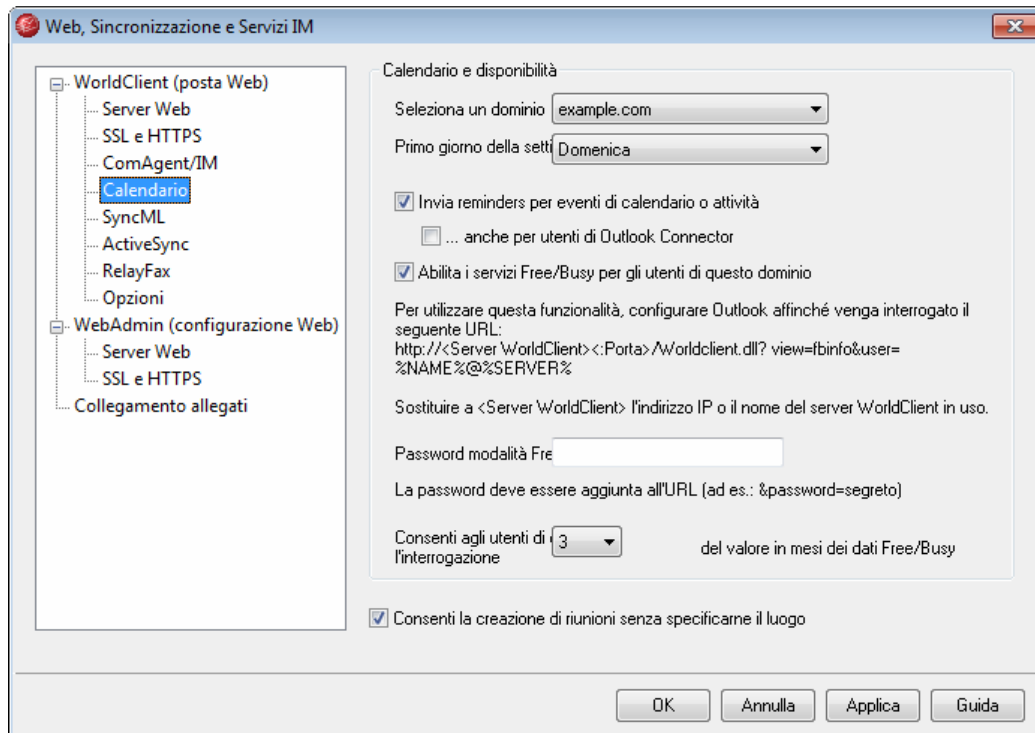 Web, Sincronizzazione e Servizi IM
WorldClient (posta Web)
Server Web
SSL e HTTPS
ComAgent/IM
Calendario
SyncML
ActiveSync
RelayFax
Opzioni
WebAdmin (configurazione Web)
Server Web
SSL e HTTPS
Collegamento allegati
Calendario e disponibilità
Seleziona un dominio example.com
Primo giorno della setti Domenica
Invia reminders per eventi di calendario o attività
... anche per utenti di Outlook Connector
Abilita i servizi Free/Busy per gli utenti di questo dominio
Per utilizzare questa funzionalità, configurare Outlook affinché venga interrogato il
seguente URL:
http://<Server WorldClient><:Porta>/Worldclient.dll? view=fbinfo&user=
%NAME%@%SERVER%
Sostituire a <Server WorldClient> l'indirizzo IP o il nome del server WorldClient in uso.
Password modalità Fre
La password deve essere aggiunta all'URL (ad es.: &password=segreto)
Consenti agli utenti di 3 del valore in mesi dei dati Free/Busy
l'interrogazione
Consenti la creazione di riunioni senza specificarne il luogo
OK Annulla Applica Guida